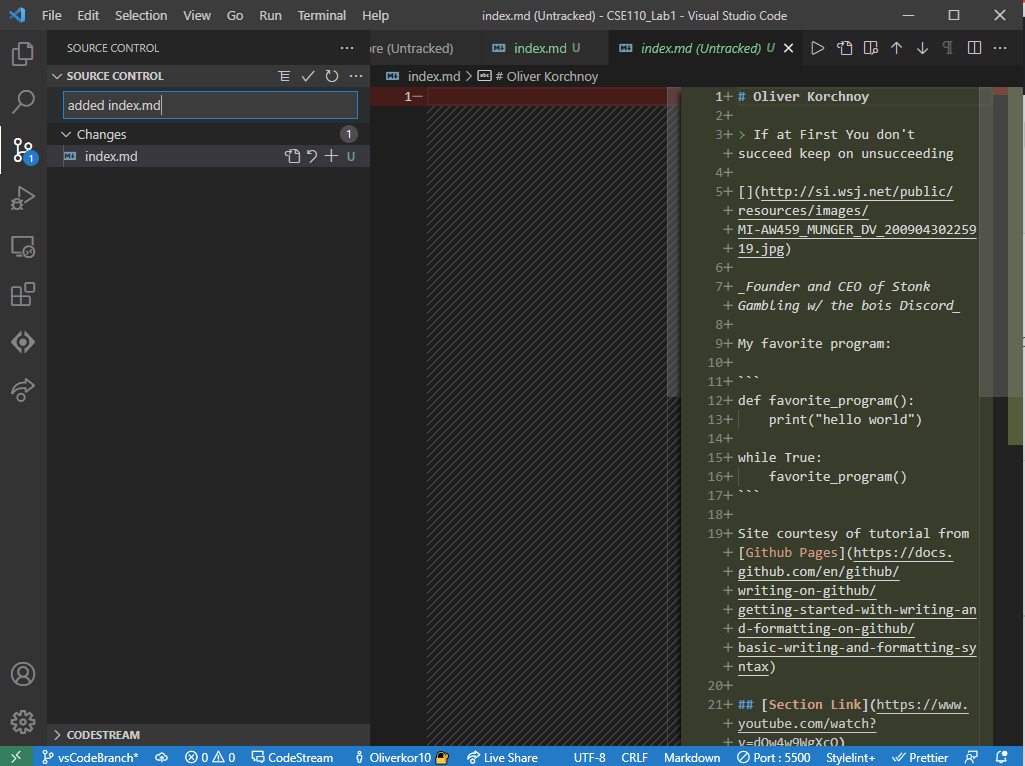 File Edit Selection View Go Run Terminal Help index.md (Untracked) - CSE110_Lab1 - Visual Studio Code
SOURCE CONTROL
re (Untracked) index.md U index.md (Untracked) U
SOURCE CONTROL
index.md > # Oliver Korchnoy
added index.md
Changes 1
index.md U
1
CODESTREAM
1−
1+ # Oliver Korchnoy
2+
3+ > If at First You don't
+ succeed keep on unsucceeding
4+
5+ [](http://si.wsj.net/public/
+ resources/images/
+ MI-AW459_MUNGER_DV_200904302259
+ 19.jpg)
6+
7+ _Founder and CEO of Stonk
+ Gambling w/ the bois Discord_
8+
9+ My favorite program:
10+
11+ ```
12+ def favorite_program():
13+ print("hello world")
14+
15+ while True:
16+ favorite_program()
17+ ```
18+
19+ Site courtesy of tutorial from
+ [Github Pages](https://docs.
+ github.com/en/github/
+ writing-on-github/
+ getting-started-with-writing-an
+ d-formatting-on-github/
+ basic-writing-and-formatting-sy
+ ntax)
20+
21+ ## [Section Link](https://www.
+ youtube.com/watch?
+ v=dQw4w9WgXcQ)
vsCodeBranch* 0 0 CodeStream Oliverkor10 Live Share UTF-8 CRLF Markdown Port : 5500 Stylelint+ Prettier